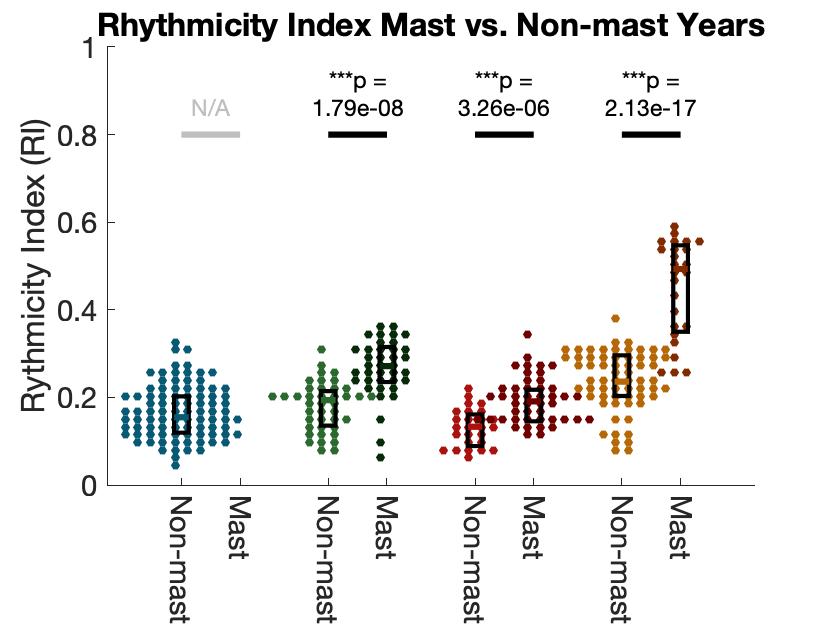 Rhythmicity Index Mast vs. Non-mast Years
Rythmicity Index (RI)
1
0.8
0.6
0.4
0.2
0
N/A
***p =
1.79e-08
***p =
3.26e-06
***p =
2.13e-17
Non-mast
Mast
Non-mast
Mast
Non-mast
Mast
Non-mast
Mast